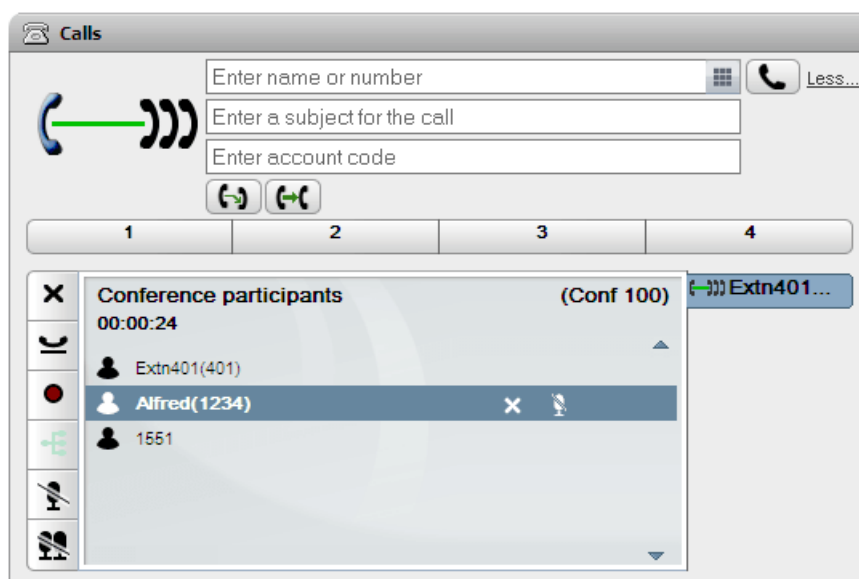 Calls
Enter name or number
Less...
Enter a subject for the call
Enter account code
1 2 3 4
Conference participants (Conf 100)
Extn401...
00:00:24
Extn401(401)
Alfred(1234)
1551